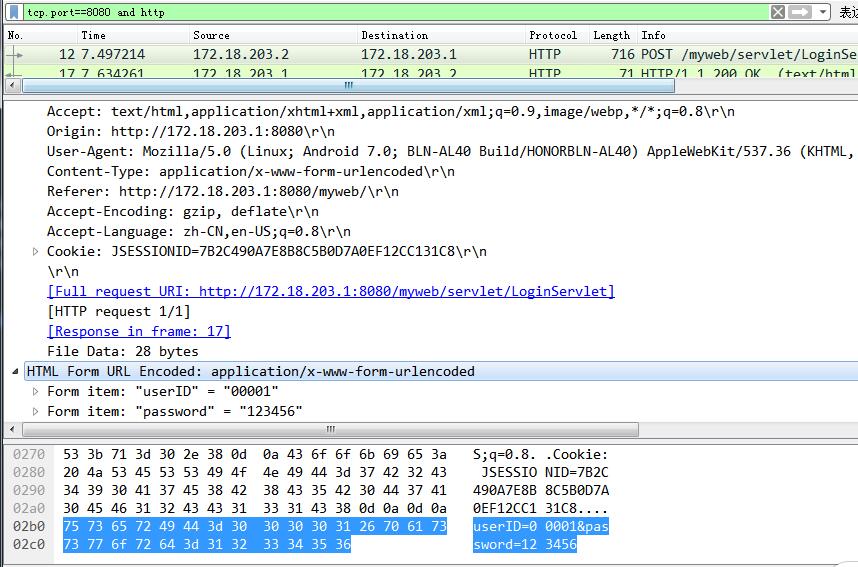 tcp.port==8080 and http 表
No. Time Source Destination Protocol Length Info
12 7.497214 172.18.203.2 172.18.203.1 HTTP 716 POST /myweb/servlet/LoginSe
17 7.634261 172.18.203.1 172.18.203.2 HTTP 71 HTTP/1.1 200 OK (text/html
Accept: text/html,application/xhtml+xml,application/xml;q=0.9,image/webp,*/*;q=0.8\r\n
Origin: http://172.18.203.1:8080\r\n
User-Agent: Mozilla/5.0 (Linux; Android 7.0; BLN-AL40 Build/HONORBLN-AL40) AppleWebKit/537.36 (KHTML,
Content-Type: application/x-www-form-urlencoded\r\n
Referer: http://172.18.203.1:8080/myweb/\r\n
Accept-Encoding: gzip, deflate\r\n
Accept-Language: zh-CN,en-US;q=0.8\r\n
Cookie: JSESSIONID=7B2C490A7E8B8C5B0D7A0EF12CC131C8\r\n
\r\n
[Full request URI: http://172.18.203.1:8080/myweb/servlet/LoginServlet]
[HTTP request 1/1]
[Response in frame: 17]
File Data: 28 bytes
HTML Form URL Encoded: application/x-www-form-urlencoded
Form item: "userID" = "00001"
Form item: "password" = "123456"
0270 53 3b 71 3d 30 2e 38 0d 0a 43 6f 6f 6b 69 65 3a S;q=0.8. .Cookie:
0280 20 4a 53 45 53 53 49 4f 4e 49 44 3d 37 42 32 43 JSESSIO NID=7B2C
0290 34 39 30 41 37 45 38 42 38 43 35 42 30 44 37 41 490A7E8B 8C5B0D7A
02a0 30 45 46 31 32 43 43 31 33 31 43 38 0d 0a 0d 0a 0EF12CC1 31C8....
02b0 75 73 65 72 49 44 3d 30 30 30 30 31 26 70 61 73 userID=0 0001&pas
02c0 73 77 6f 72 64 3d 31 32 33 34 35 36 sword=12 3456